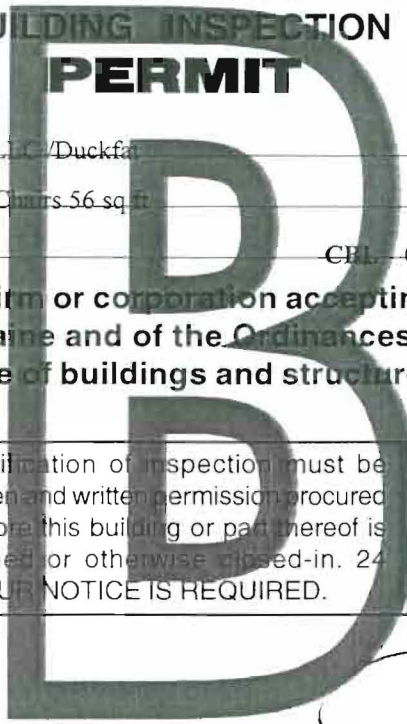 BUILDING INSPECTION
PERMIT
LLC /Duckfat
Chairs 56 sq ft
CBL
firm or corporation accepting
aine and of the Ordinances
e of buildings and structure
ification of inspection must be
en and written permission procured
ore this building or part thereof is
ed or otherwise closed-in. 24
UR NOTICE IS REQUIRED.